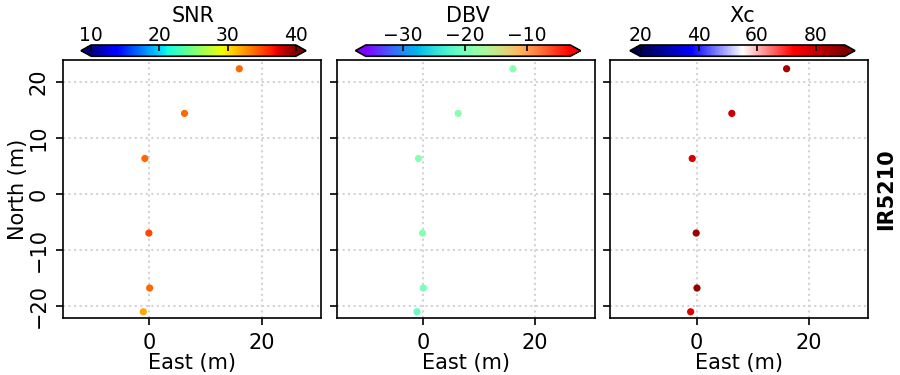 SNR DBV Xc
10 20 30 40 −30 −20 −10 20 40 60 80
North (m)
20
10
0
−10
−20
IR5210
0 20 0 20 0 20
East (m) East (m) East (m)